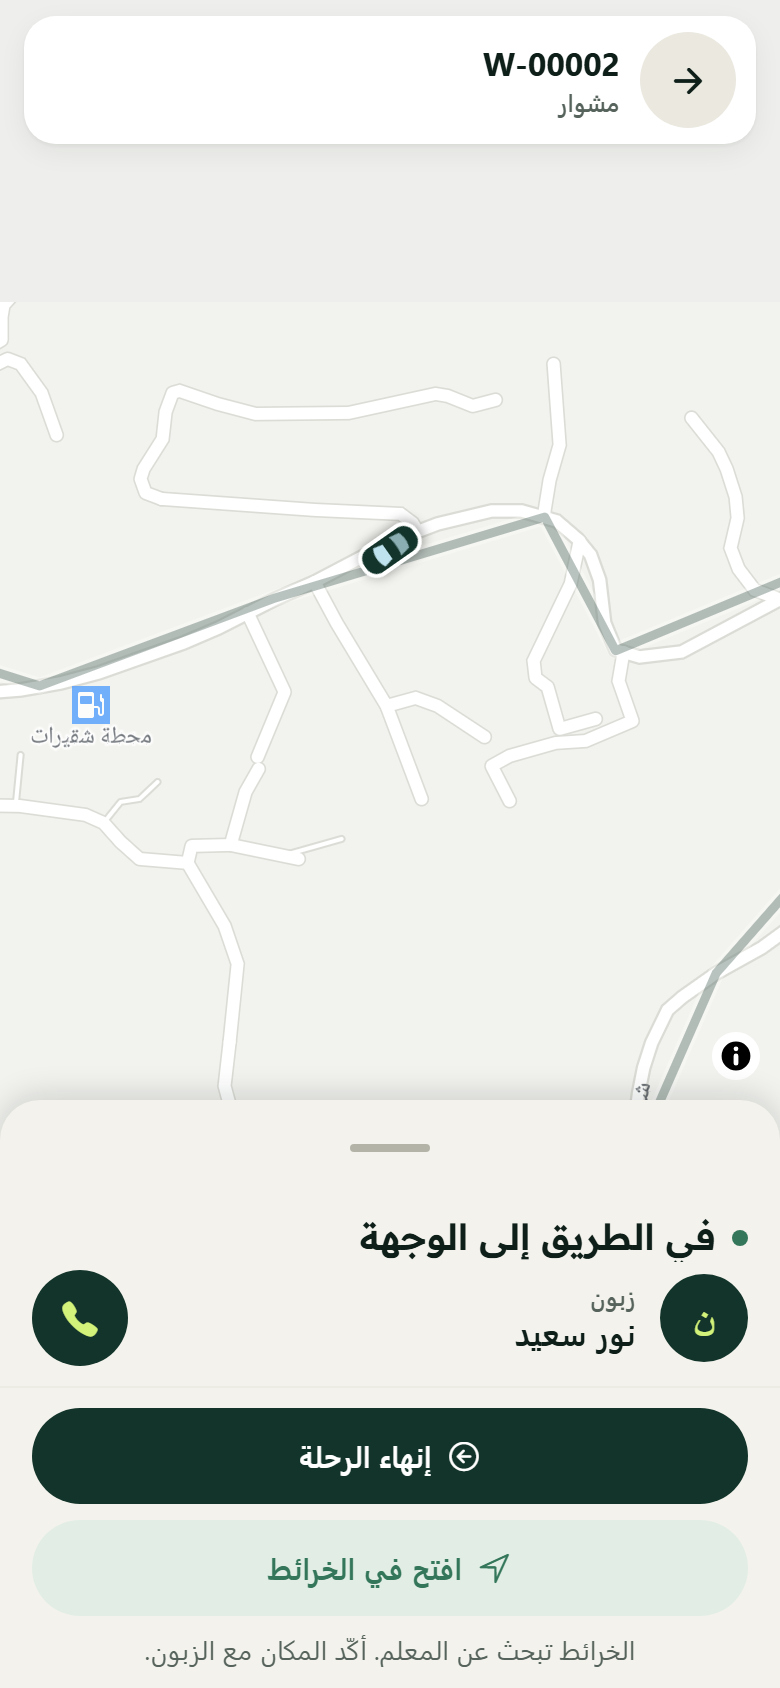 W-00002
مشوار
محطة شقيرات
في الطريق إلى الوجهة
ن
زبون
نور سعيد
إنهاء الرحلة
افتح في الخرائط
الخرائط تبحث عن المعلم. أكّد المكان مع الزبون.